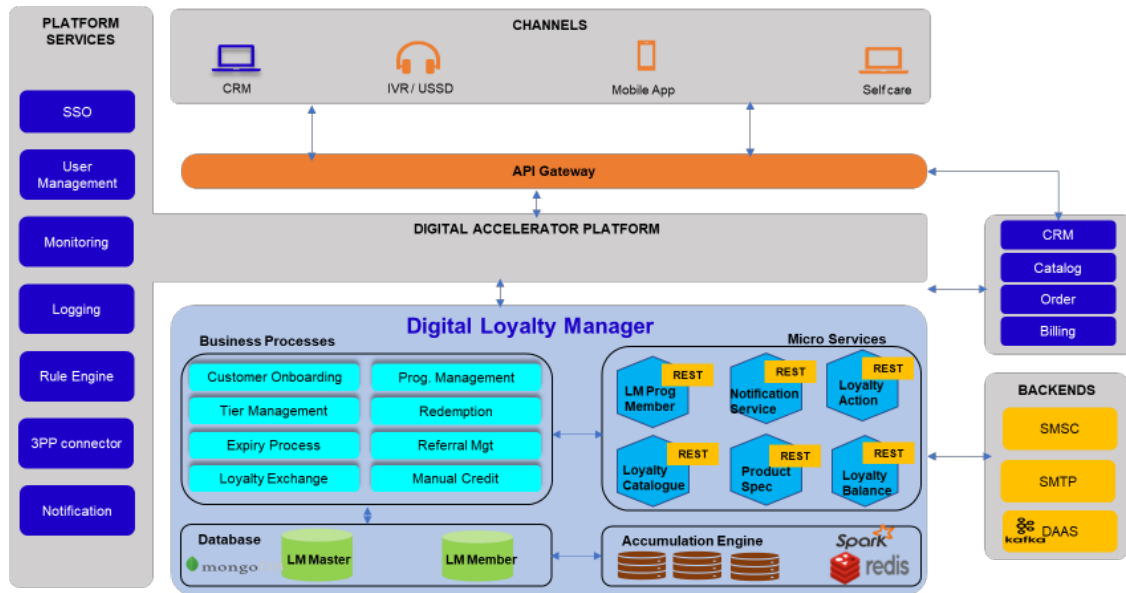 PLATFORM
SERVICES
SSO
User
Management
Monitoring
Logging
Rule Engine
3PP connector
Notification
CHANNELS
CRM
IVR / USSD
Mobile App
Self care
API Gateway
DIGITAL ACCELERATOR PLATFORM
CRM
Catalog
Order
Billing
Digital Loyalty Manager
Business Processes
Customer Onboarding
Prog. Management
Tier Management
Redemption
Expiry Process
Referral Mgt
Loyalty Exchange
Manual Credit
Micro Services
REST
LM Prog
Member
REST
Notification
Service
REST
Loyalty
Action
REST
Loyalty
Catalogue
REST
Product
Spec
REST
Loyalty
Balance
BACKENDS
SMSC
SMTP
kafka
DAAS
Database
mongo
LM Master
LM Member
Accumulation Engine
Spark
redis